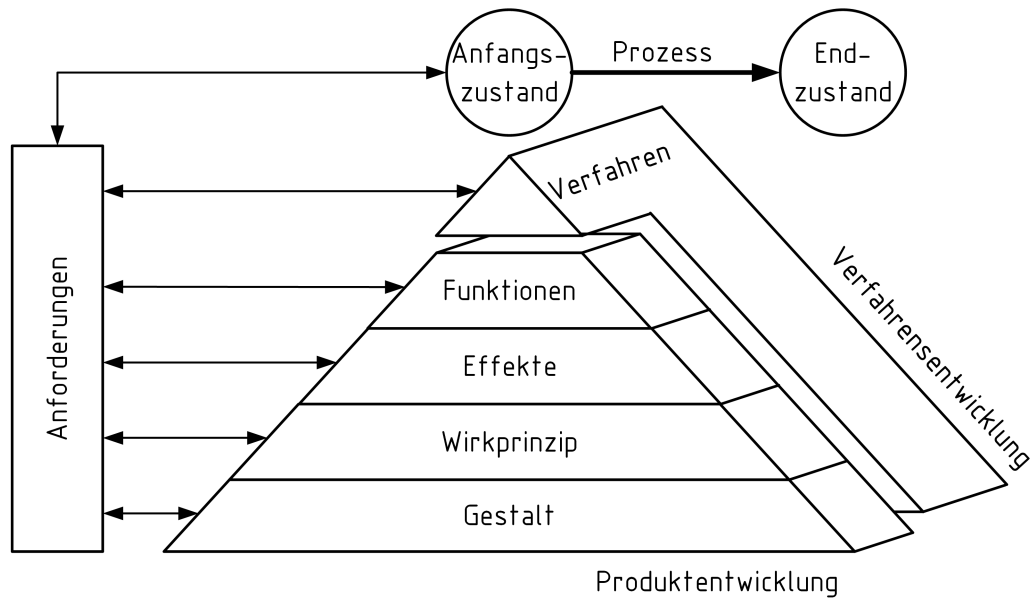 Anfangs-
zustand
Prozess
End-
zustand
Verfahren
Verfahrensentwicklung
Anforderungen
Funktionen
Effekte
Wirkprinzip
Gestalt
Produktentwicklung